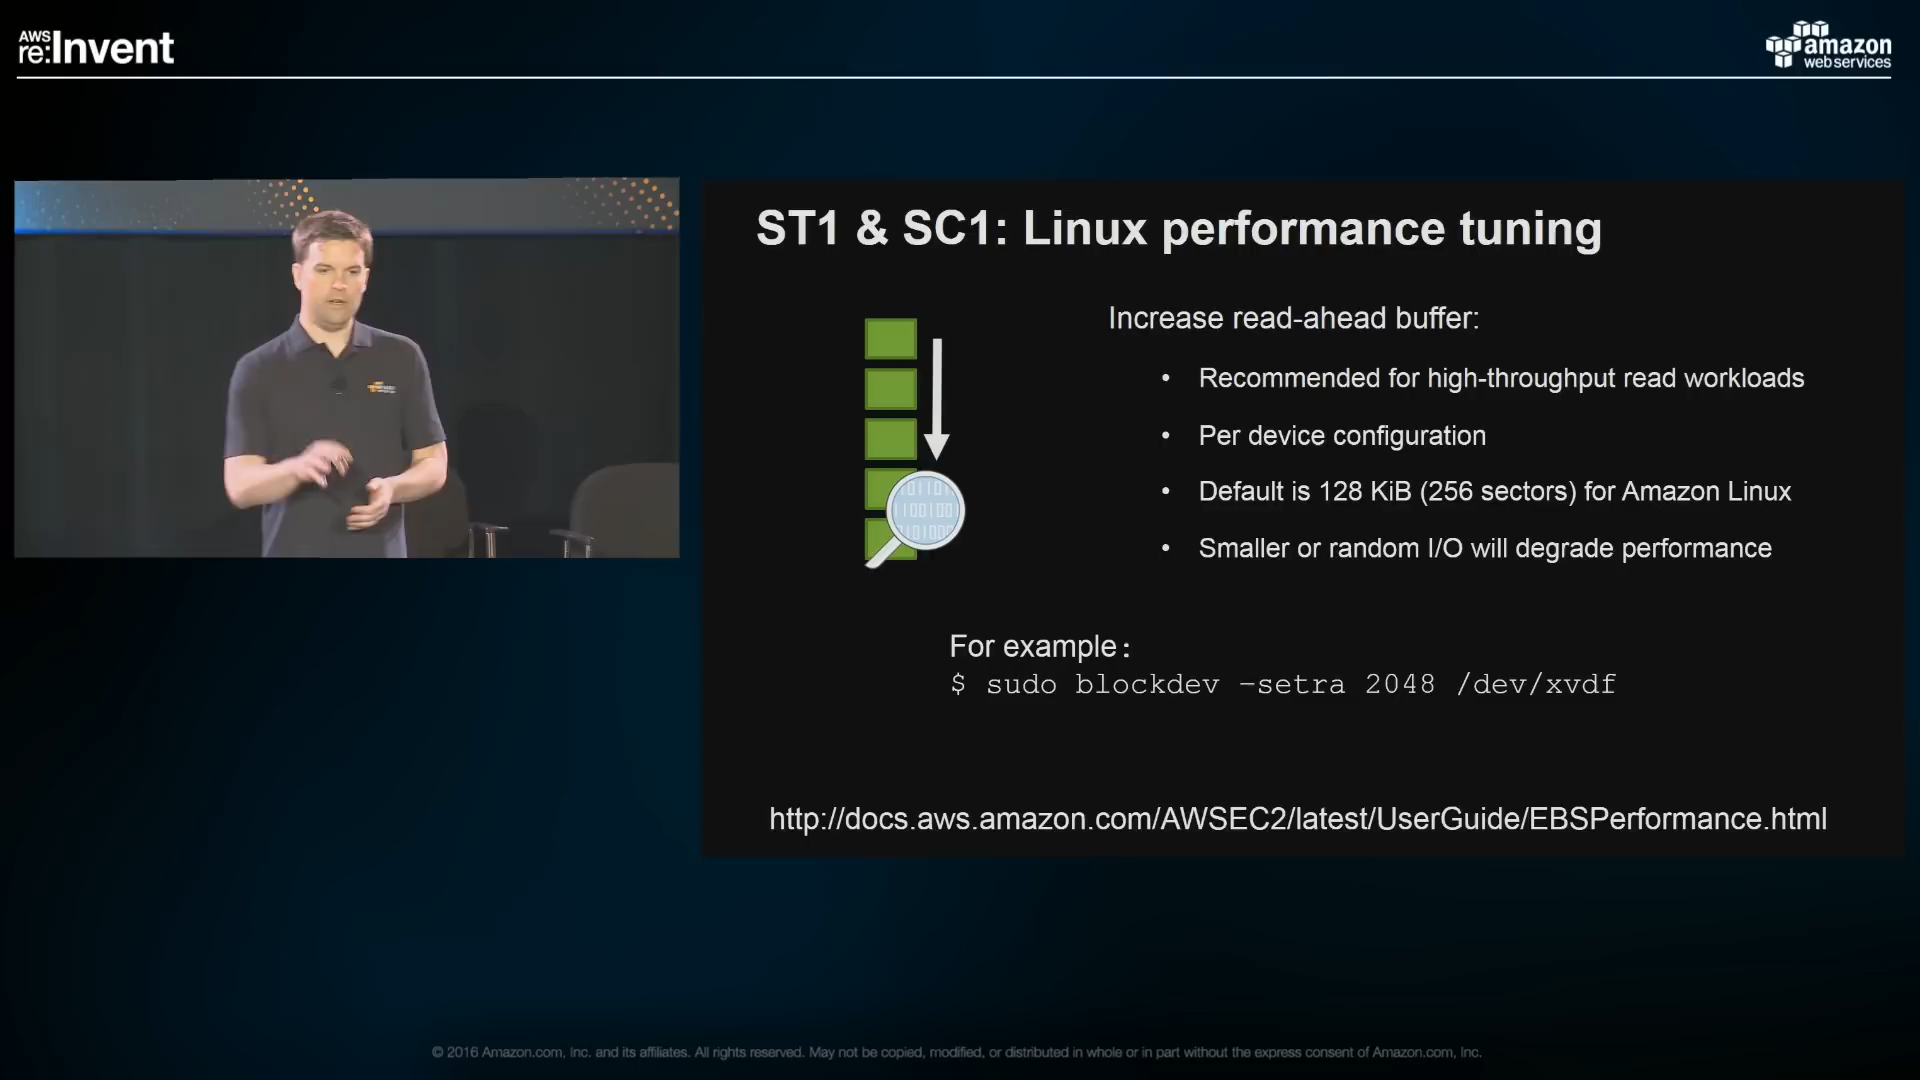 AWS
re:Invent
amazon
web services
ST1 & SC1: Linux performance tuning
Increase read-ahead buffer:
• Recommended for high-throughput read workloads
• Per device configuration
• Default is 128 KiB (256 sectors) for Amazon Linux
• Smaller or random I/O will degrade performance
For example:
$ sudo blockdev –setra 2048 /dev/xvdf
http://docs.aws.amazon.com/AWSEC2/latest/UserGuide/EBSPerformance.html
© 2016 Amazon.com, Inc. and its affiliates. All rights reserved. May not be copied, modified, or distributed in whole or in part without the express consent of Amazon.com, Inc.